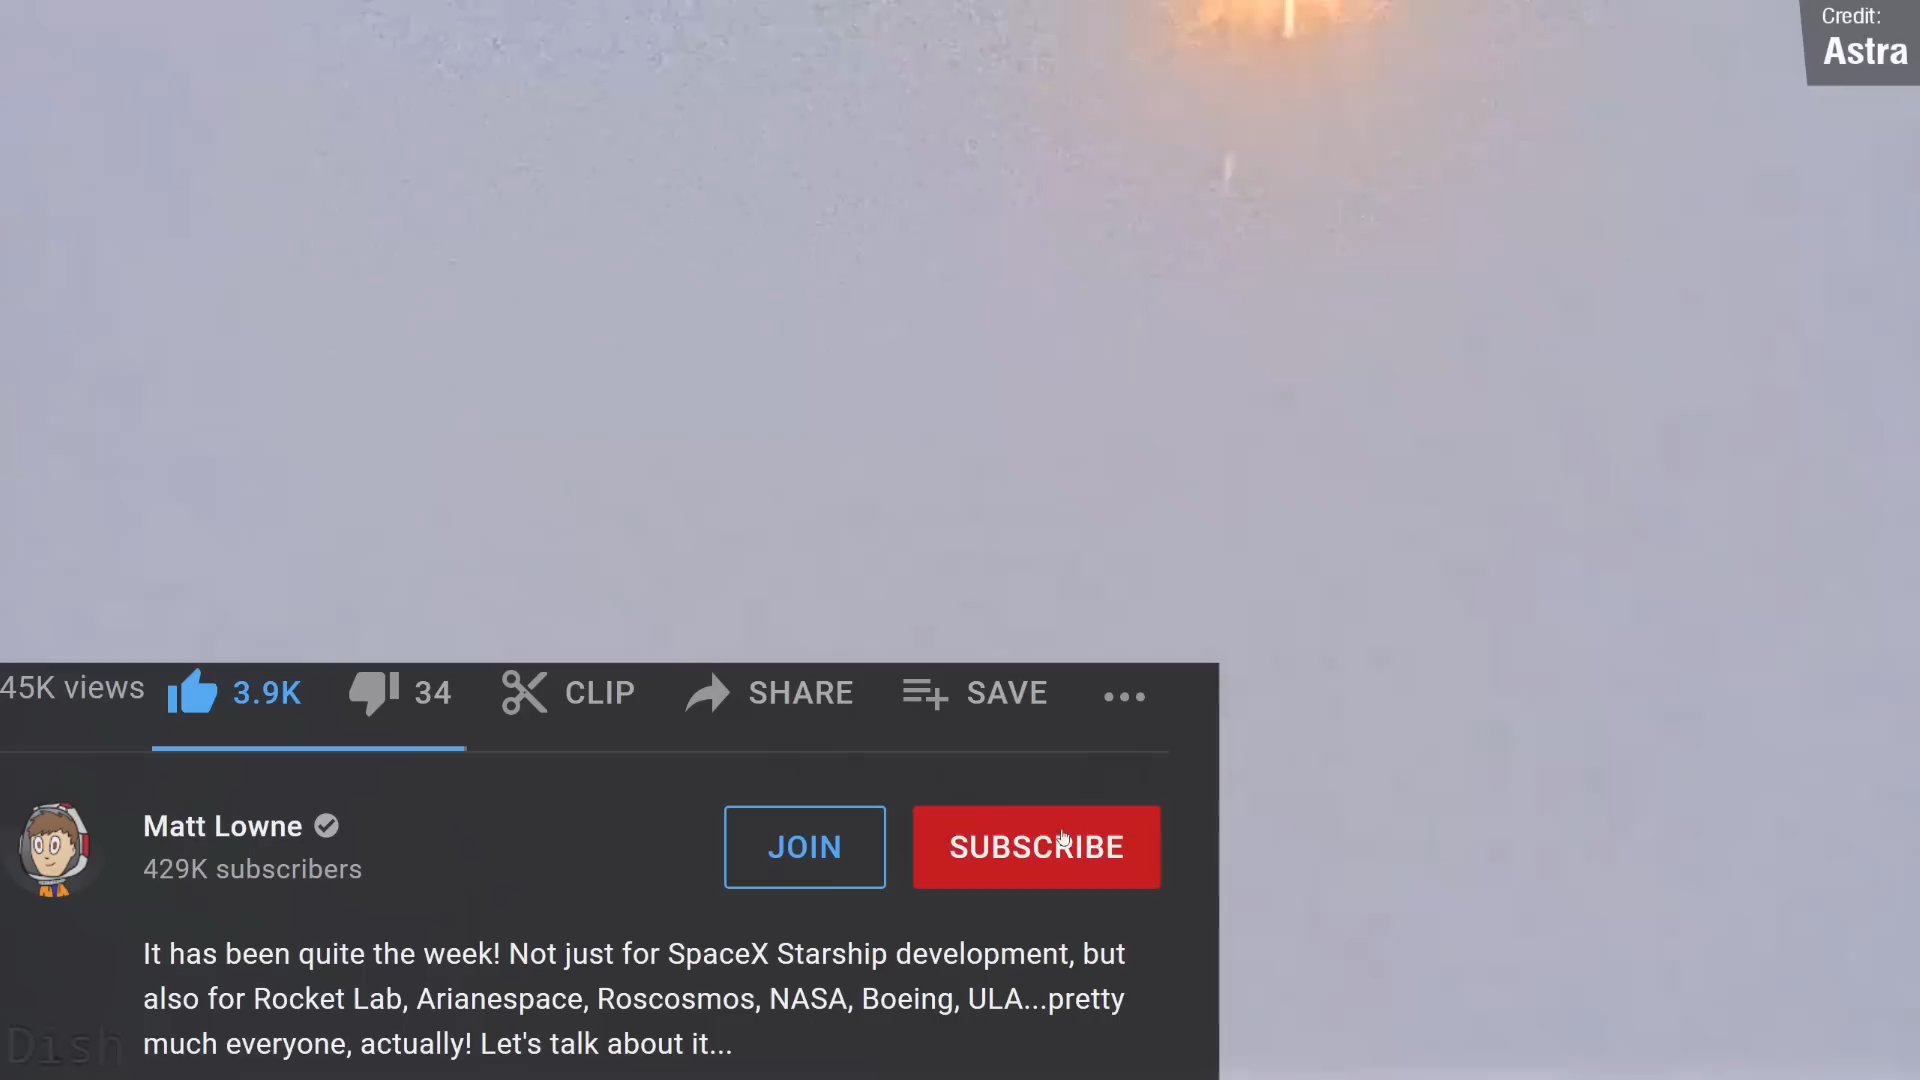 Credit:
Astra
45K views 3.9K 34 CLIP SHARE SAVE
Matt Lowne
429K subscribers
JOIN SUBSCRIBE
It has been quite the week! Not just for SpaceX Starship development, but
also for Rocket Lab, Arianespace, Roscosmos, NASA, Boeing, ULA...pretty
much everyone, actually! Let's talk about it...
Dish